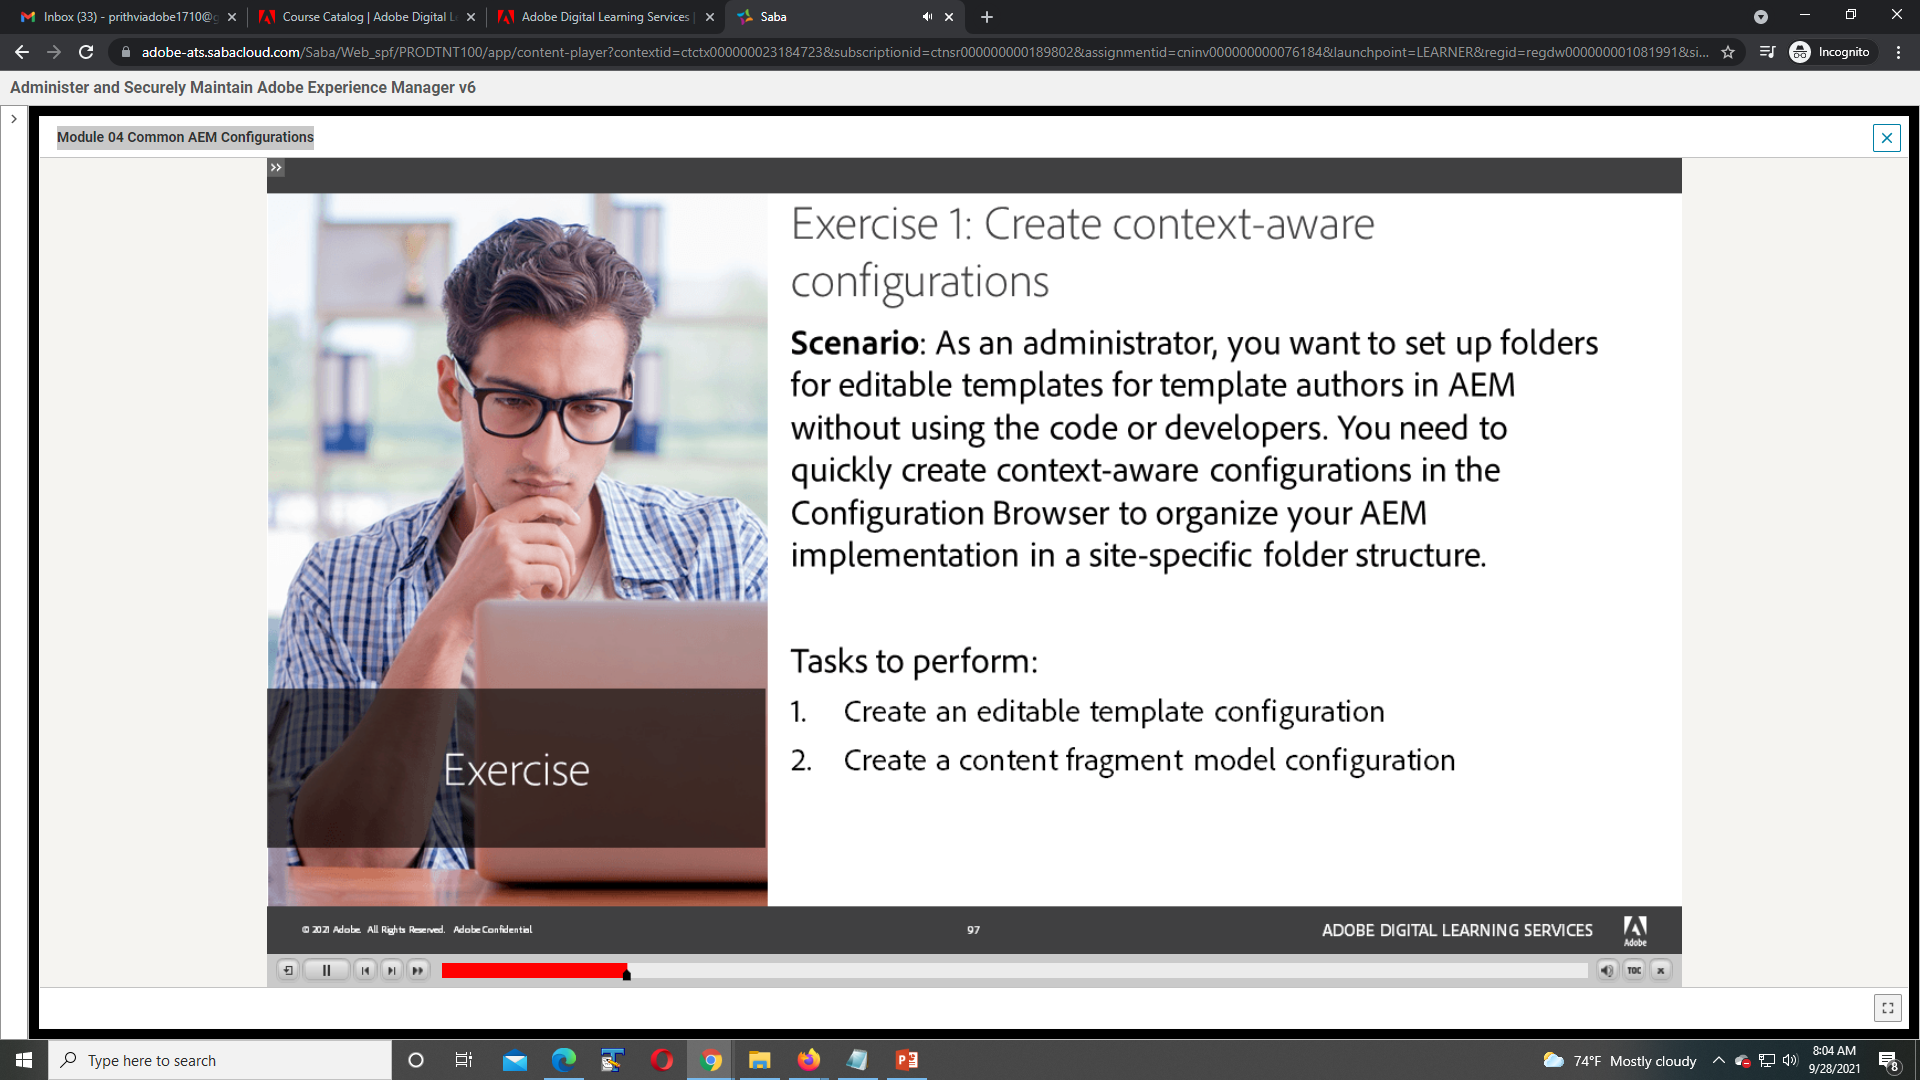 Inbox (33) - prithviadobe1710@g
Course Catalog | Adobe Digital L
Adobe Digital Learning Services |
Saba
adobe-ats.sabacloud.com/Saba/Web_spf/PRODTNT100/app/content-player?contextid=ctctx000000023184723&subscriptionid=ctnsr0000000000189802&assignmentid=cninv000000000076184&launchpoint=LEARNER&regid=regdw000000001081991&si...
Incognito
Administer and Securely Maintain Adobe Experience Manager v6
Module 04 Common AEM Configurations
Exercise 1: Create context-aware
configurations
Scenario: As an administrator, you want to set up folders
for editable templates for template authors in AEM
without using the code or developers. You need to
quickly create context-aware configurations in the
Configuration Browser to organize your AEM
implementation in a site-specific folder structure.
Tasks to perform:
1. Create an editable template configuration
2. Create a content fragment model configuration
Exercise
© 2021 Adobe. All Rights Reserved. Adobe Confidential
97
ADOBE DIGITAL LEARNING SERVICES
Adobe
TOC
Type here to search
74°F Mostly cloudy
8:04 AM
9/28/2021
8